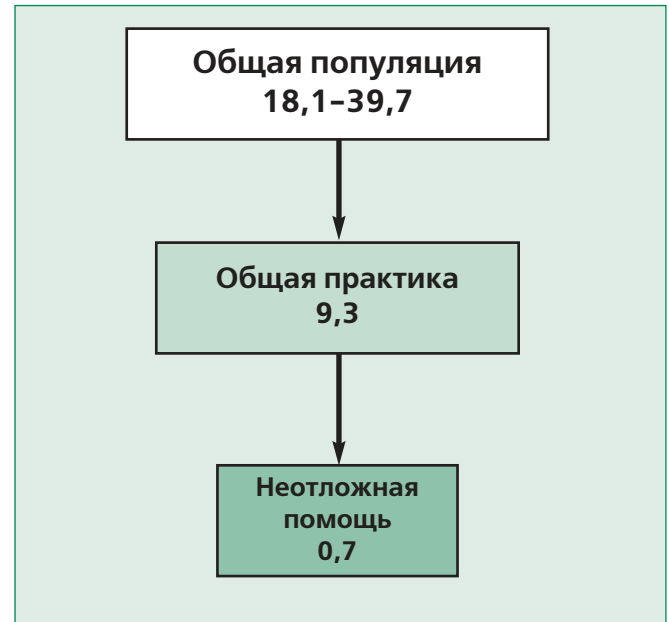 Общая популяция
18,1–39,7
Общая практика
9,3
Неотложная
помощь
0,7